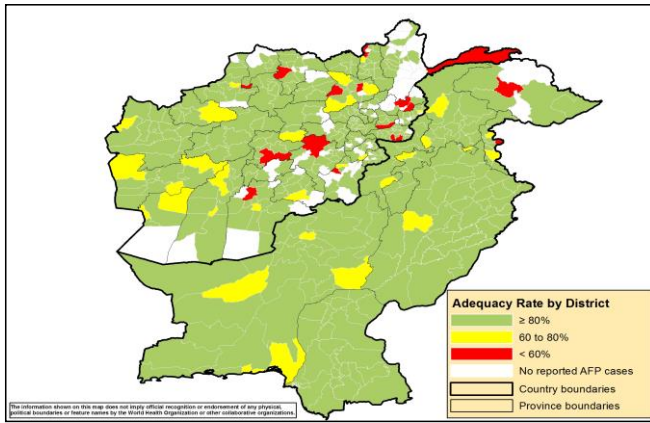 Adequacy Rate by District
≥ 80%
60 to 80%
< 60%
No reported AFP cases
Country boundaries
Province boundaries
The information shown on this map does not imply official recognition or endorsement of any physical,
political boundaries or feature names by the World Health Organization or other collaborative organizations.